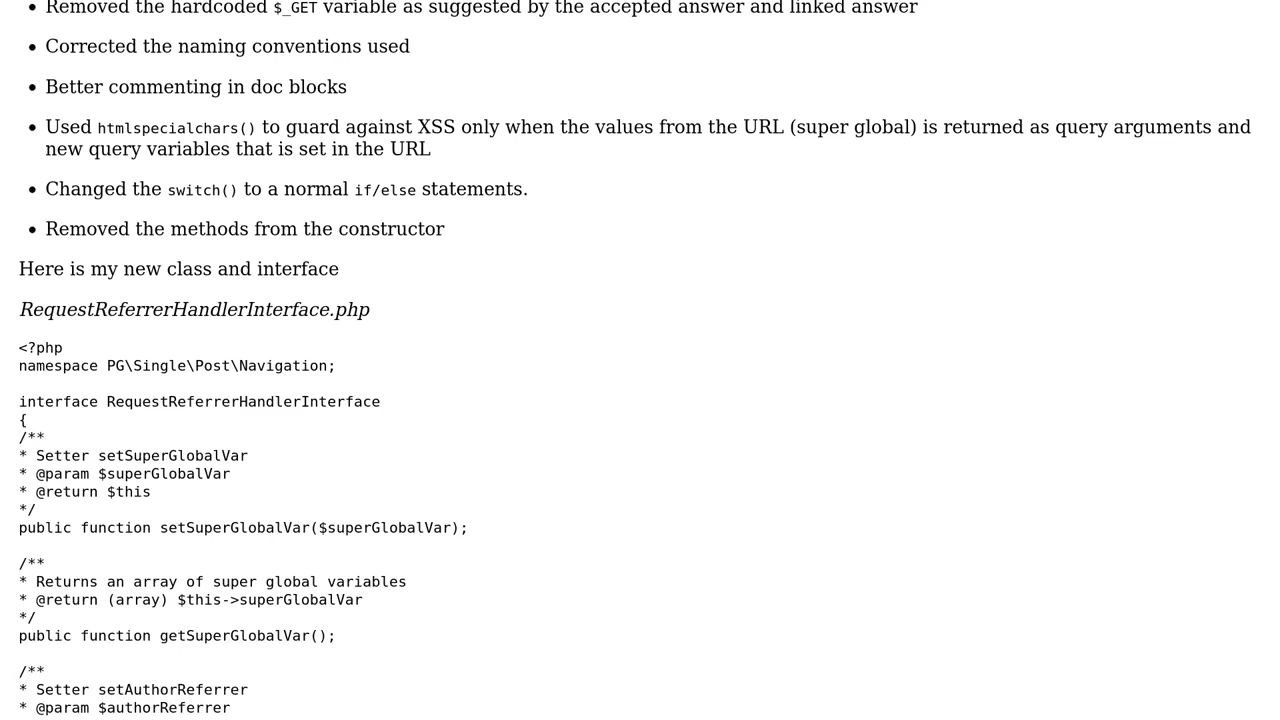 Removed the hardcoded $_GET variable as suggested by the accepted answer and linked answer
Corrected the naming conventions used
Better commenting in doc blocks
Used htmlspecialchars() to guard against XSS only when the values from the URL (super global) is returned as query arguments and
new query variables that is set in the URL
Changed the switch() to a normal if/else statements.
Removed the methods from the constructor
Here is my new class and interface
RequestReferrerHandlerInterface.php
<?php
namespace PG\Single\Post\Navigation;
interface RequestReferrerHandlerInterface
{
/**
* Setter setSuperGlobalVar
* @param $superGlobalVar
* @return $this
*/
public function setSuperGlobalVar($superGlobalVar);
/**
* Returns an array of super global variables
* @return (array) $this->superGlobalVar
*/
public function getSuperGlobalVar();
/**
* Setter setAuthorReferrer
* @param $authorReferrer